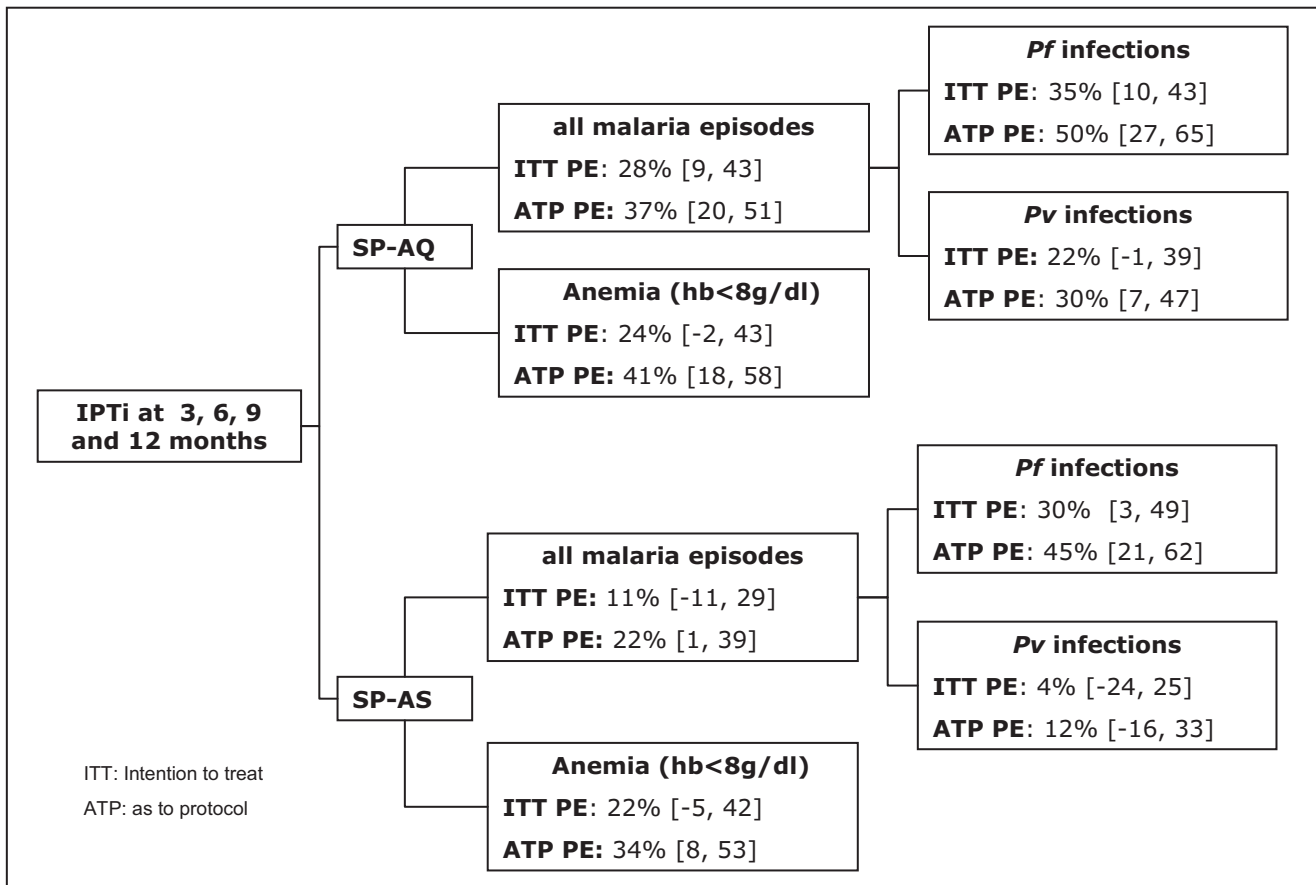 IPTi at 3, 6, 9
and 12 months
SP-AQ
all malaria episodes
ITT PE: 28% [9, 43]
ATP PE: 37% [20, 51]
Pf infections
ITT PE: 35% [10, 43]
ATP PE: 50% [27, 65]
Pv infections
ITT PE: 22% [-1, 39]
ATP PE: 30% [7, 47]
Anemia (hb<8g/dl)
ITT PE: 24% [-2, 43]
ATP PE: 41% [18, 58]
SP-AS
all malaria episodes
ITT PE: 11% [-11, 29]
ATP PE: 22% [1, 39]
Pf infections
ITT PE: 30% [3, 49]
ATP PE: 45% [21, 62]
Pv infections
ITT PE: 4% [-24, 25]
ATP PE: 12% [-16, 33]
Anemia (hb<8g/dl)
ITT PE: 22% [-5, 42]
ATP PE: 34% [8, 53]
ITT: Intention to treat
ATP: as to protocol